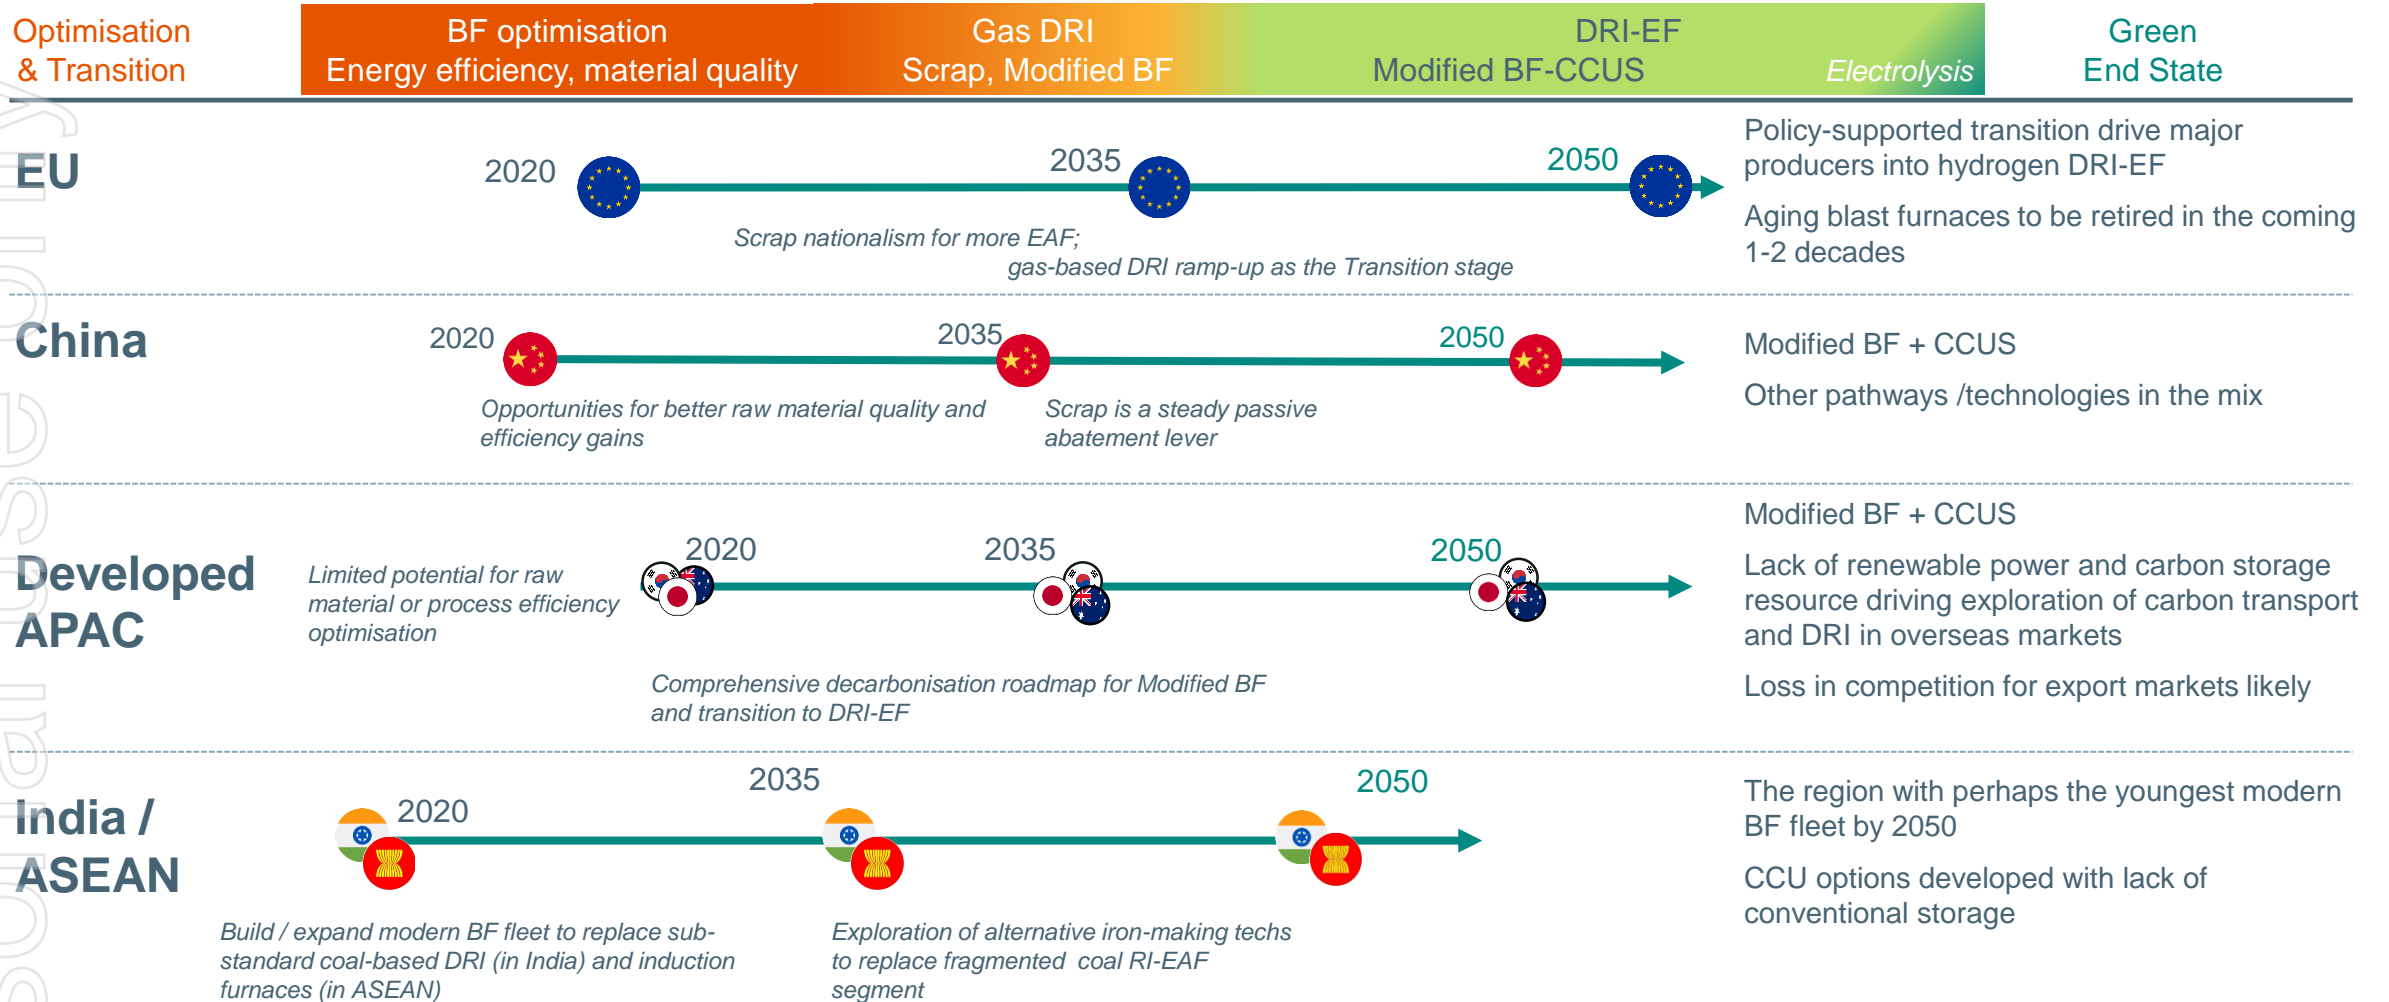 Optimisation
& Transition
BF optimisation
Energy efficiency, material quality
Gas DRI
Scrap, Modified BF
DRI-EF
Modified BF-CCUS
Electrolysis
Green
End State
EU
2020
2035
2050
Scrap nationalism for more EAF;
gas-based DRI ramp-up as the Transition stage
Policy-supported transition drive major
producers into hydrogen DRI-EF
Aging blast furnaces to be retired in the coming
1-2 decades
China
2020
2035
2050
Opportunities for better raw material quality and
efficiency gains
Scrap is a steady passive
abatement lever
Modified BF + CCUS
Other pathways /technologies in the mix
Developed
APAC
Limited potential for raw
material or process efficiency
optimisation
2020
2035
2050
Comprehensive decarbonisation roadmap for Modified BF
and transition to DRI-EF
Modified BF + CCUS
Lack of renewable power and carbon storage
resource driving exploration of carbon transport
and DRI in overseas markets
Loss in competition for export markets likely
India /
ASEAN
2020
2035
2050
Build / expand modern BF fleet to replace sub-
standard coal-based DRI (in India) and induction
furnaces (in ASEAN)
Exploration of alternative iron-making techs
to replace fragmented coal RI-EAF
segment
The region with perhaps the youngest modern
BF fleet by 2050
CCU options developed with lack of
conventional storage